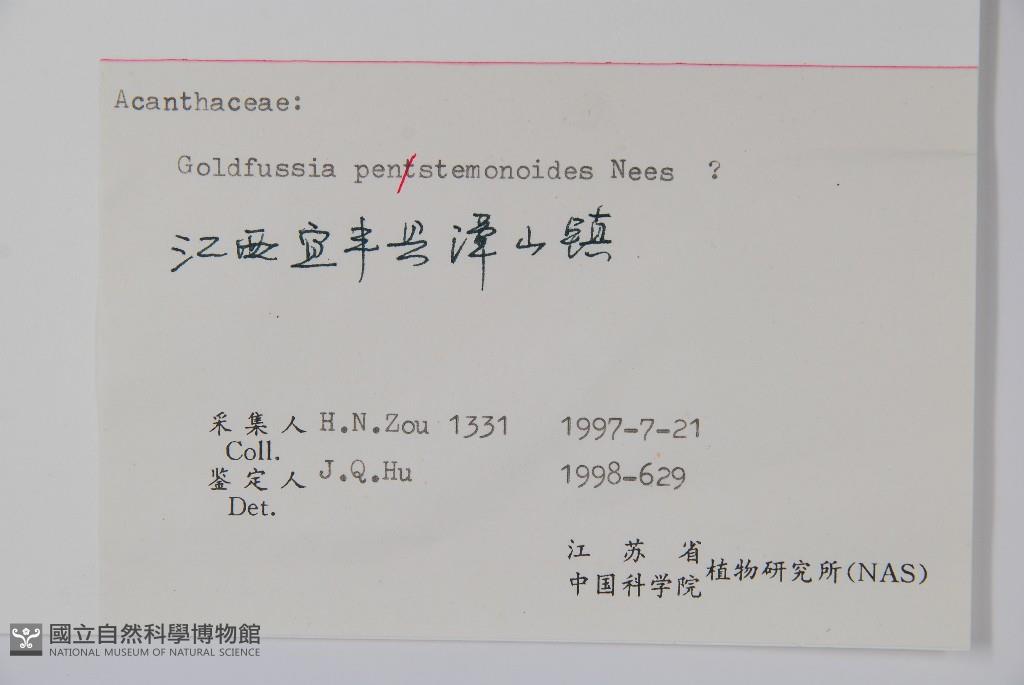 Acanthaceae:
Goldfussia pentstemonoides Nees ?
江西宜丰县潭山镇
采集人 H.N.Zou 1331 1997-7-21
Coll.
鉴定人 J.Q.Hu 1998-629
Det.
江苏省
中国科学院植物研究所(NAS)
國立自然科學博物館
NATIONAL MUSEUM OF NATURAL SCIENCE